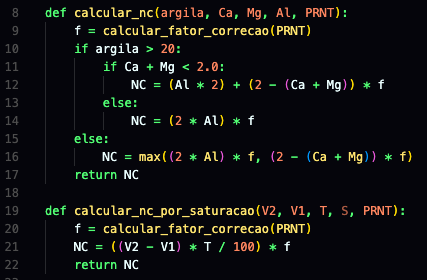 8 def calcular_nc(argila, Ca, Mg, Al, PRNT):
9 f = calcular_fator_correcao(PRNT)
10 if argila > 20:
11 if Ca + Mg < 2.0:
12 NC = (Al * 2) + (2 - (Ca + Mg)) * f
13 else:
14 NC = (2 * Al) * f
15 else:
16 NC = max((2 * Al) * f, (2 - (Ca + Mg)) * f)
17 return NC
18
19 def calcular_nc_por_saturacao(V2, V1, T, S, PRNT):
20 f = calcular_fator_correcao(PRNT)
21 NC = ((V2 - V1) * T / 100) * f
22 return NC